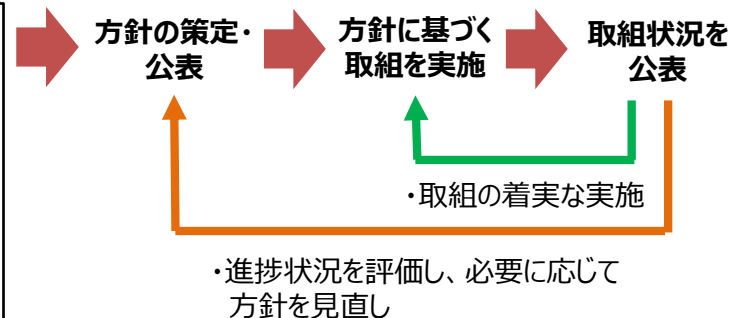 方針の策定・
公表
方針に基づく
取組を実施
取組状況を
公表
・取組の着実な実施
・進捗状況を評価し、必要に応じて
方針を見直し